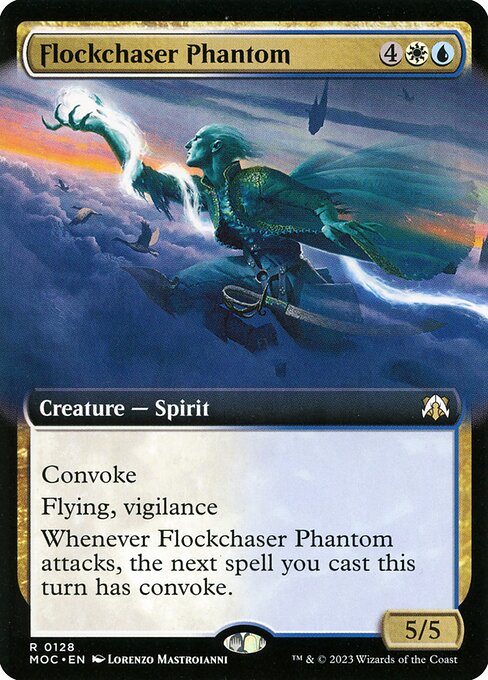 Flockchaser Phantom 4
Creature — Spirit
Convoke
Flying, vigilance
Whenever Flockchaser Phantom
attacks, the next spell you cast this
turn has convoke.
5/5
R 0128
MOC • EN Lorenzo Mastroianni
™ & © 2023 Wizards of the Coast